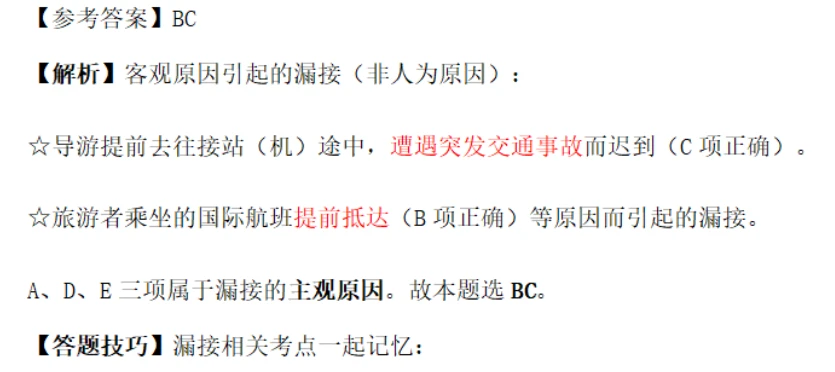 【参考答案】BC
【解析】客观原因引起的漏接（非人为原因）：
☆导游提前去往接站（机）途中，遭遇突发交通事故而迟到（C 项正确）。
☆旅游者乘坐的国际航班提前抵达（B 项正确）等原因而引起的漏接。
A、D、E 三项属于漏接的主观原因。故本题选 BC。
【答题技巧】漏接相关考点一起记忆：